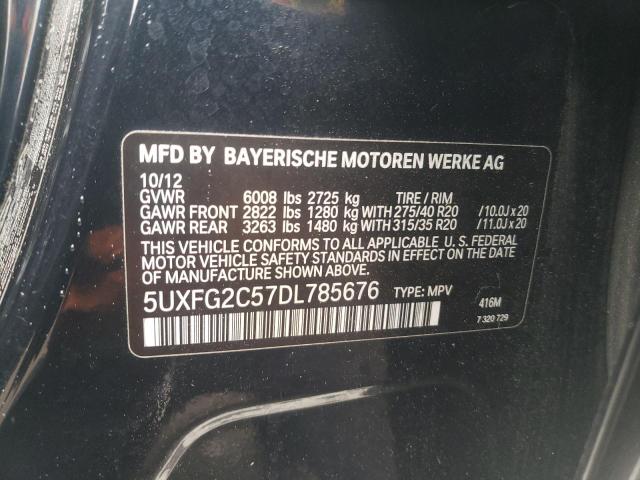 MFD BY BAYERISCHE MOTOREN WERKE AG
10/12
GVWR 6008 lbs 2725 kg TIRE / RIM
GAWR FRONT 2822 lbs 1280 kg WITH 275/40 R20 /10.0J x 20
GAWR REAR 3263 lbs 1480 kg WITH 315/35 R20 /11.0J x 20
THIS VEHICLE CONFORMS TO ALL APPLICABLE U. S. FEDERAL
MOTOR VEHICLE SAFETY STANDARDS IN EFFECT ON THE DATE
OF MANUFACTURE SHOWN ABOVE.
5UXFG2C57DL785676 TYPE: MPV 416M
7 320 729